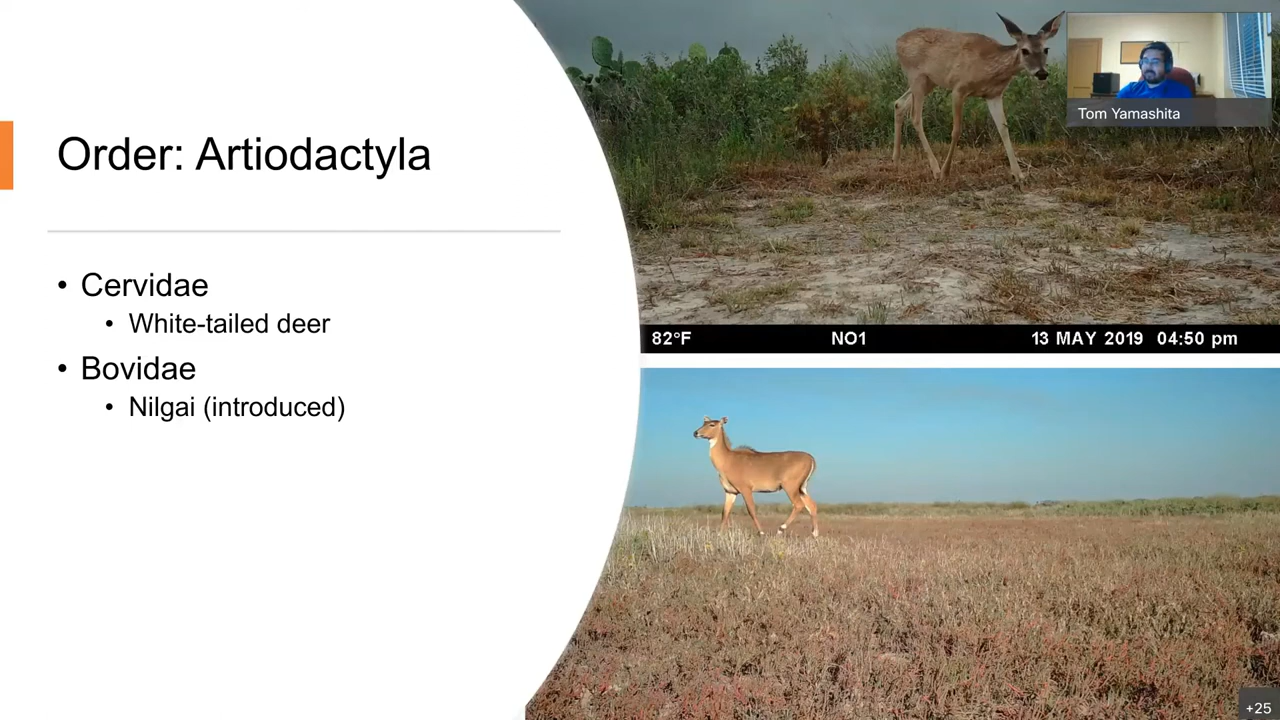 Order: Artiodactyla
• Cervidae
• White-tailed deer
• Bovidae
• Nilgai (introduced)
Tom Yamashita
82°F NO1 13 MAY 2019 04:50 pm
+25